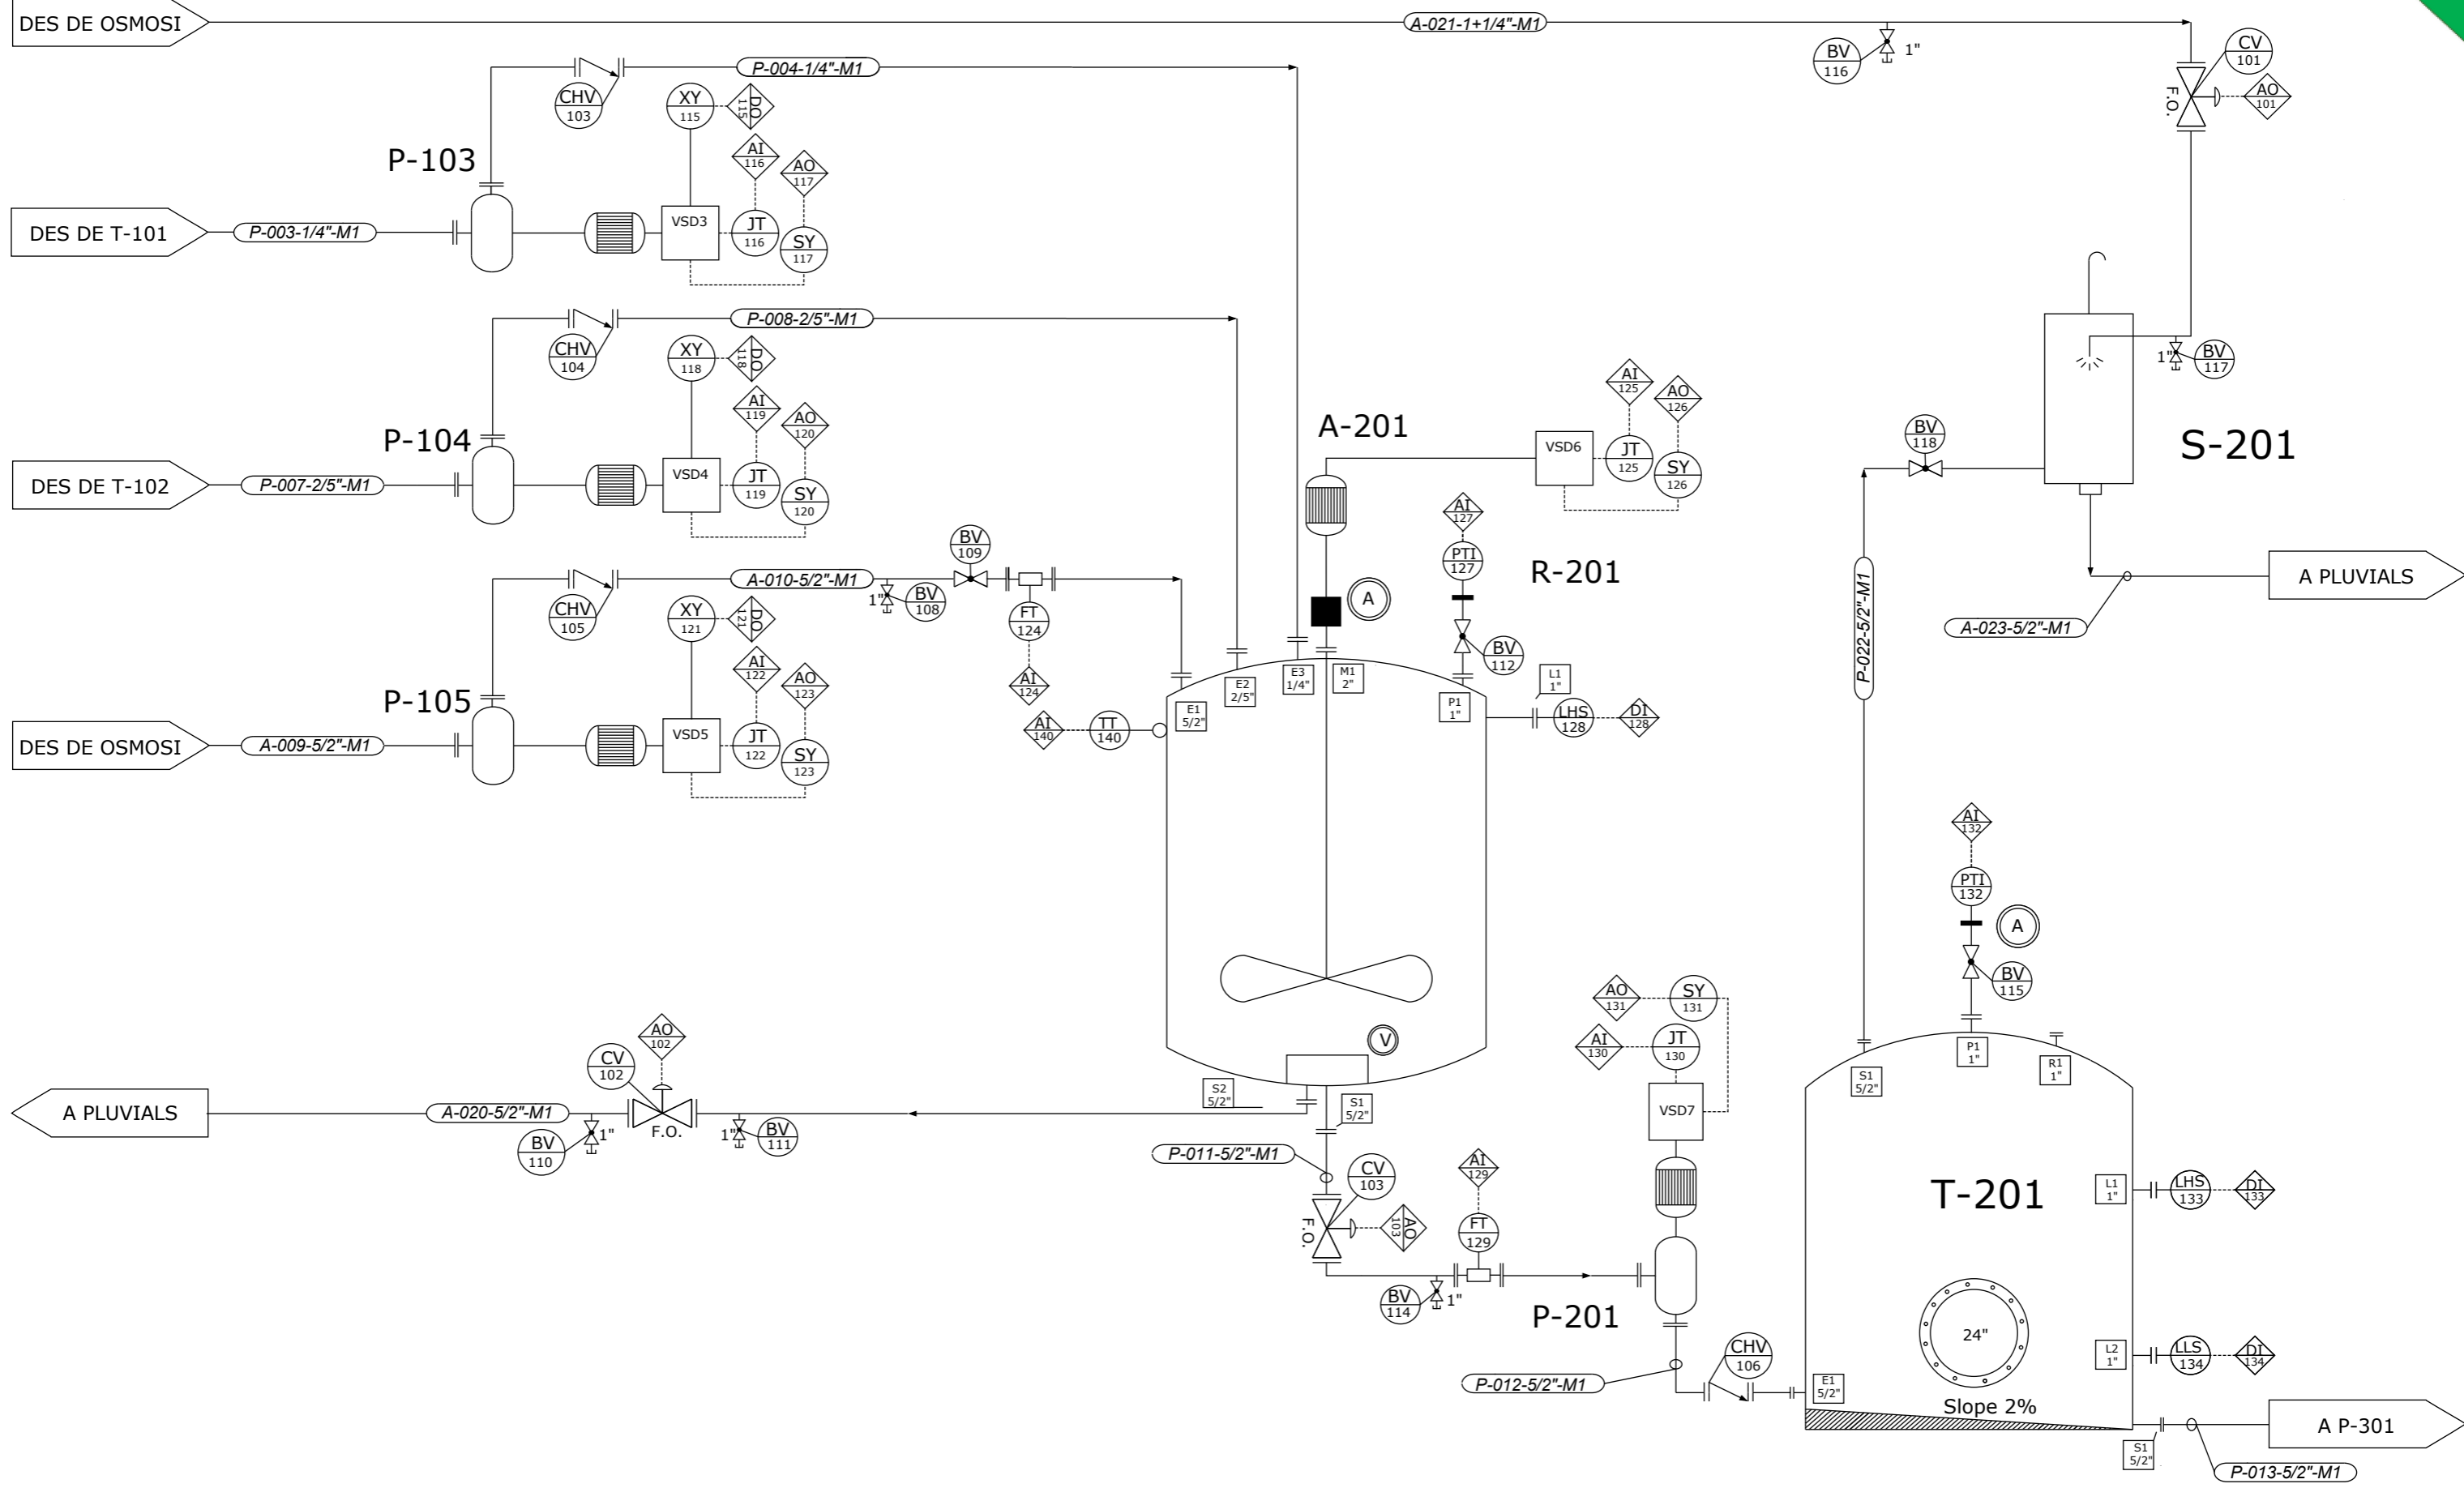 DES DE OSMOSI
A-021-1+1/4"-M1
BV
116
1"
CV
101
F.O.
AO
101
P-004-1/4"-M1
CHV
103
XY
115
DO
115
AI
116
AO
117
P-103
DES DE T-101
P-003-1/4"-M1
VSD3
JT
116
SY
117
P-008-2/5"-M1
CHV
104
XY
118
DO
118
AI
119
AO
120
P-104
DES DE T-102
P-007-2/5"-M1
VSD4
JT
119
SY
120
1"
BV
117
AI
125
AO
126
A-201
VSD6
JT
125
SY
126
BV
118
S-201
AI
127
PTI
127
R-201
A
BV
112
BV
109
A-010-5/2"-M1
1"
BV
108
CHV
105
XY
121
DO
121
FT
124
AI
124
AI
122
AO
123
P-105
DES DE OSMOSI
A-009-5/2"-M1
VSD5
JT
122
SY
123
P-022-5/2"-M1
A PLUVIALS
A-023-5/2"-M1
E1
5/2"
E2
2/5"
E3
1/4"
M1
2"
P1
1"
L1
1"
LHS
128
DI
128
AI
140
TT
140
AI
132
PTI
132
A
BV
115
V
AO
131
SY
131
AI
130
JT
130
VSD7
AO
102
CV
102
A PLUVIALS
A-020-5/2"-M1
F.O.
BV
110
1"
1"
BV
111
S2
5/2"
S1
5/2"
P-011-5/2"-M1
CV
103
F.O.
AO
103
AI
129
FT
129
BV
114
1"
P-201
P-012-5/2"-M1
CHV
106
S1
5/2"
P1
1"
R1
1"
T-201
L1
1"
LHS
133
DI
133
24"
L2
1"
LLS
134
DI
134
E1
5/2"
Slope 2%
A P-301
S1
5/2"
P-013-5/2"-M1